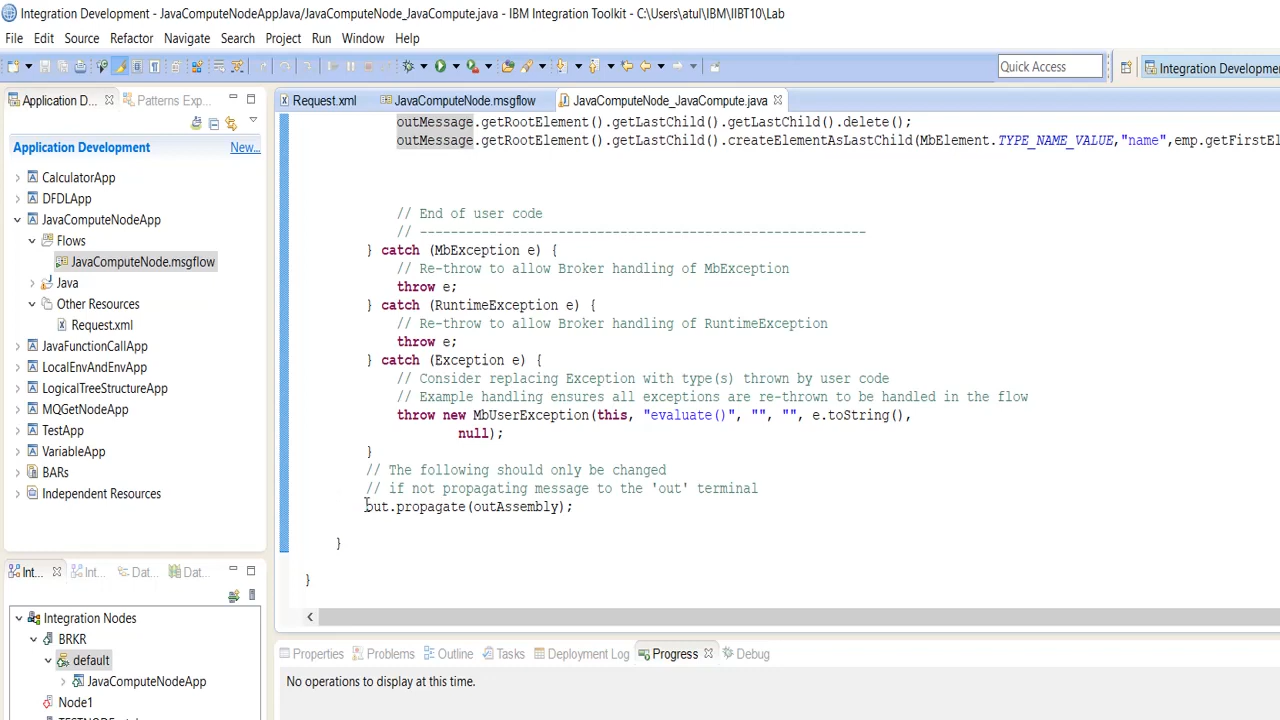 Integration Development - JavaComputeNodeAppJava/JavaComputeNode_JavaCompute.java - IBM Integration Toolkit - C:\Users\atul\IBM\IIBT10\Lab
File Edit Source Refactor Navigate Search Project Run Window Help
Quick Access
Integration Developme
Application D...
Patterns Exp...
Application Development
New...
CalculatorApp
DFDLApp
JavaComputeNodeApp
Flows
JavaComputeNode.msgflow
Java
Other Resources
Request.xml
JavaFunctionCallApp
LocalEnvAndEnvApp
LogicalTreeStructureApp
MQGetNodeApp
TestApp
VariableApp
BARs
Independent Resources
Int...
Int...
Dat...
Dat...
Integration Nodes
BRKR
default
JavaComputeNodeApp
Node1
Request.xml
JavaComputeNode.msgflow
JavaComputeNode_JavaCompute.java
outMessage.getRootElement().getLastChild().getLastChild().delete();
outMessage.getRootElement().getLastChild().createElementAsLastChild(MbElement.TYPE_NAME_VALUE,"name",emp.getFirstEl
// End of user code
// ----------------------------------------------------------
} catch (MbException e) {
// Re-throw to allow Broker handling of MbException
throw e;
} catch (RuntimeException e) {
// Re-throw to allow Broker handling of RuntimeException
throw e;
} catch (Exception e) {
// Consider replacing Exception with type(s) thrown by user code
// Example handling ensures all exceptions are re-thrown to be handled in the flow
throw new MbUserException(this, "evaluate()", "", "", e.toString(),
null);
}
// The following should only be changed
// if not propagating message to the 'out' terminal
out.propagate(outAssembly);
}
}
Properties
Problems
Outline
Tasks
Deployment Log
Progress
Debug
No operations to display at this time.